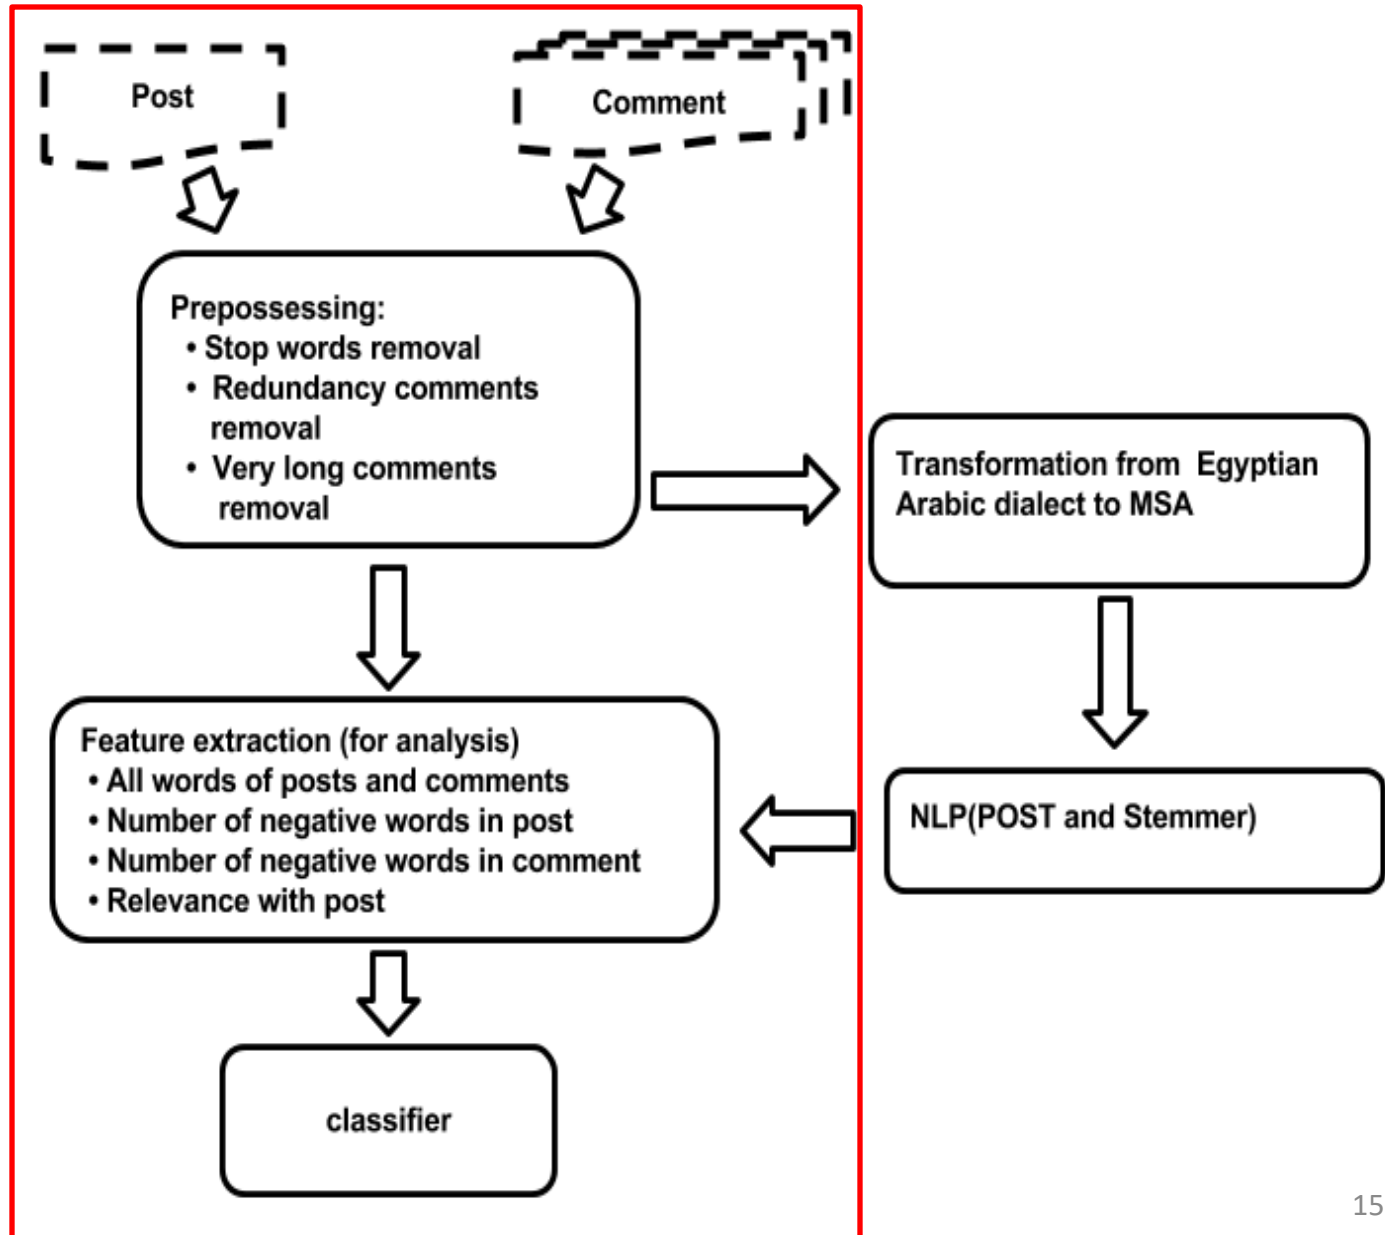 Post
Comment
Prepossessing:
• Stop words removal
• Redundancy comments
removal
• Very long comments
removal
Transformation from Egyptian
Arabic dialect to MSA
Feature extraction (for analysis)
• All words of posts and comments
• Number of negative words in post
• Number of negative words in comment
• Relevance with post
NLP(POST and Stemmer)
classifier
15